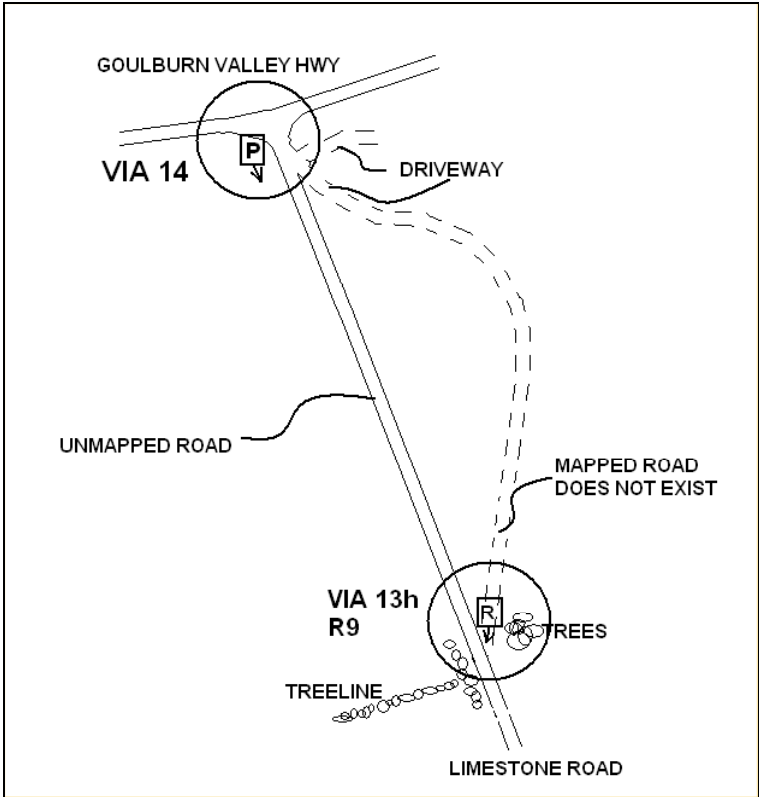 GOULBURN VALLEY HWY
P
VIA 14
DRIVEWAY
UNMAPPED ROAD
MAPPED ROAD
DOES NOT EXIST
VIA 13h
R9
R
TREES
TREELINE
LIMESTONE ROAD